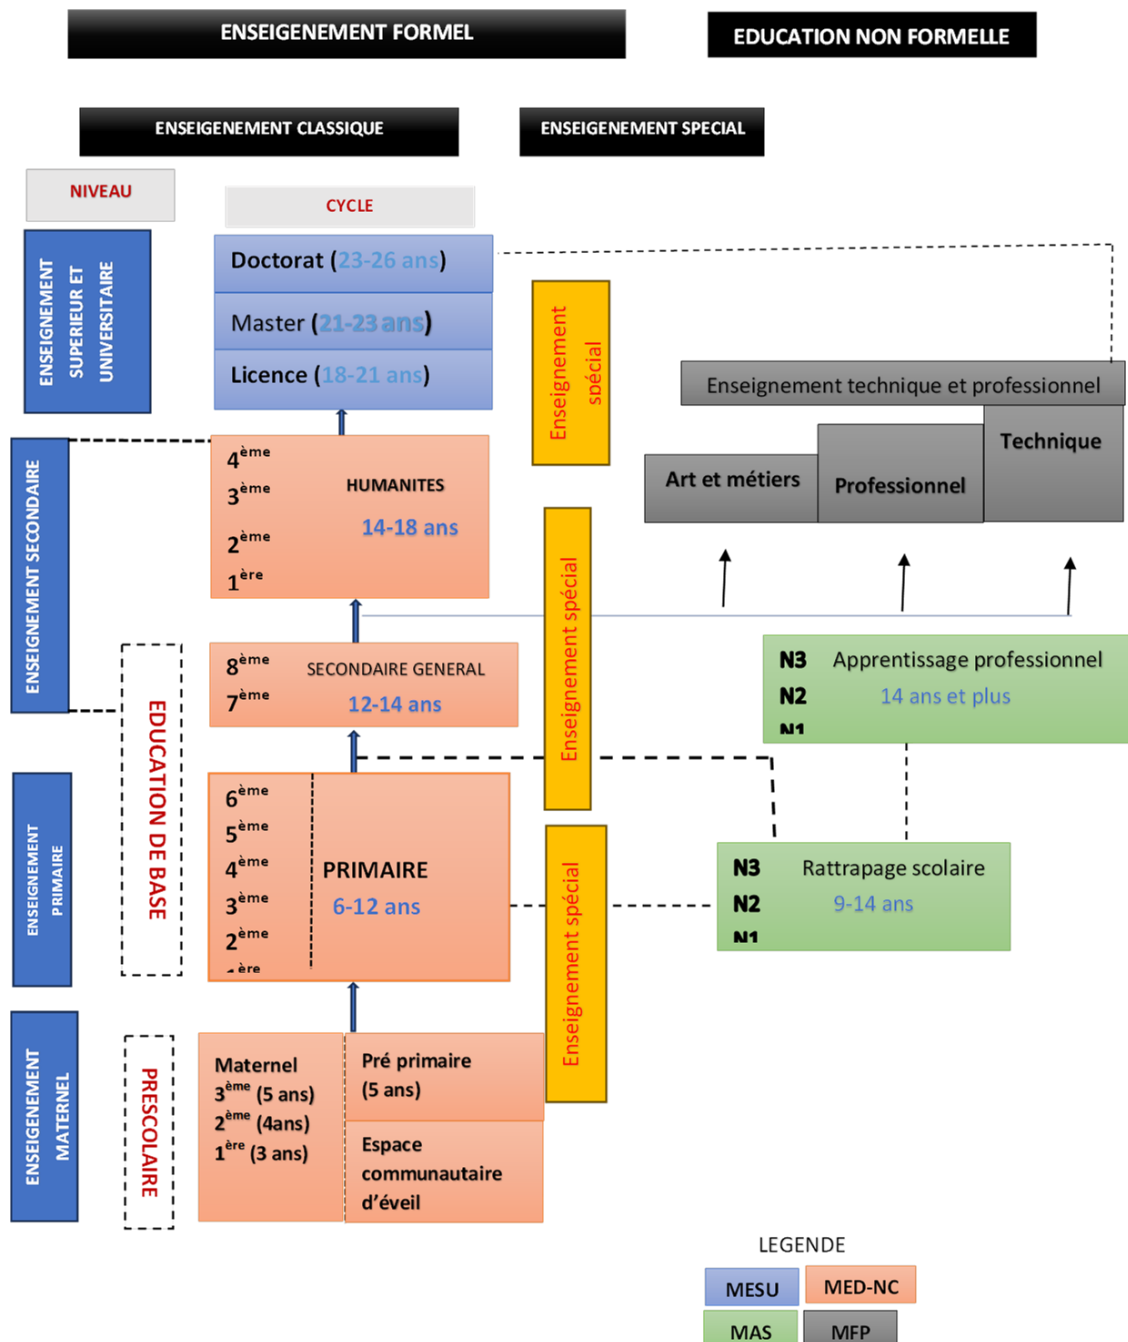 ENSEIGENEMENT FORMEL
EDUCATION NON FORMELLE
ENSEIGENEMENT CLASSIQUE
ENSEIGENEMENT SPECIAL
NIVEAU
CYCLE
ENSEIGNEMENT
SUPERIEUR ET
UNIVERSITAIRE
Doctorat (23-26 ans)
Master (21-23 ans)
Licence (18-21 ans)
Enseignement
spécial
Enseignement technique et professionnel
Art et métiers
Professionnel
Technique
ENSEIGNEMENT SECONDAIRE
4ème
3ème
2ème
1ère
HUMANITES
14-18 ans
Enseignement spécial
8ème
7ème
SECONDAIRE GENERAL
12-14 ans
N3 Apprentissage professionnel
N2 14 ans et plus
N1
EDUCATION DE BASE
ENSEIGNEMENT
PRIMAIRE
6ème
5ème
4ème
3ème
2ème
1ère
PRIMAIRE
6-12 ans
Enseignement spécial
N3 Rattrapage scolaire
N2 9-14 ans
N1
ENSEIGENEMENT
MATERNEL
PRESCOLAIRE
Maternel
3ème (5 ans)
2ème (4ans)
1ère (3 ans)
Pré primaire
(5 ans)
Espace
communautaire
d’éveil
LEGENDE
MESU
MED-NC
MAS
MFP